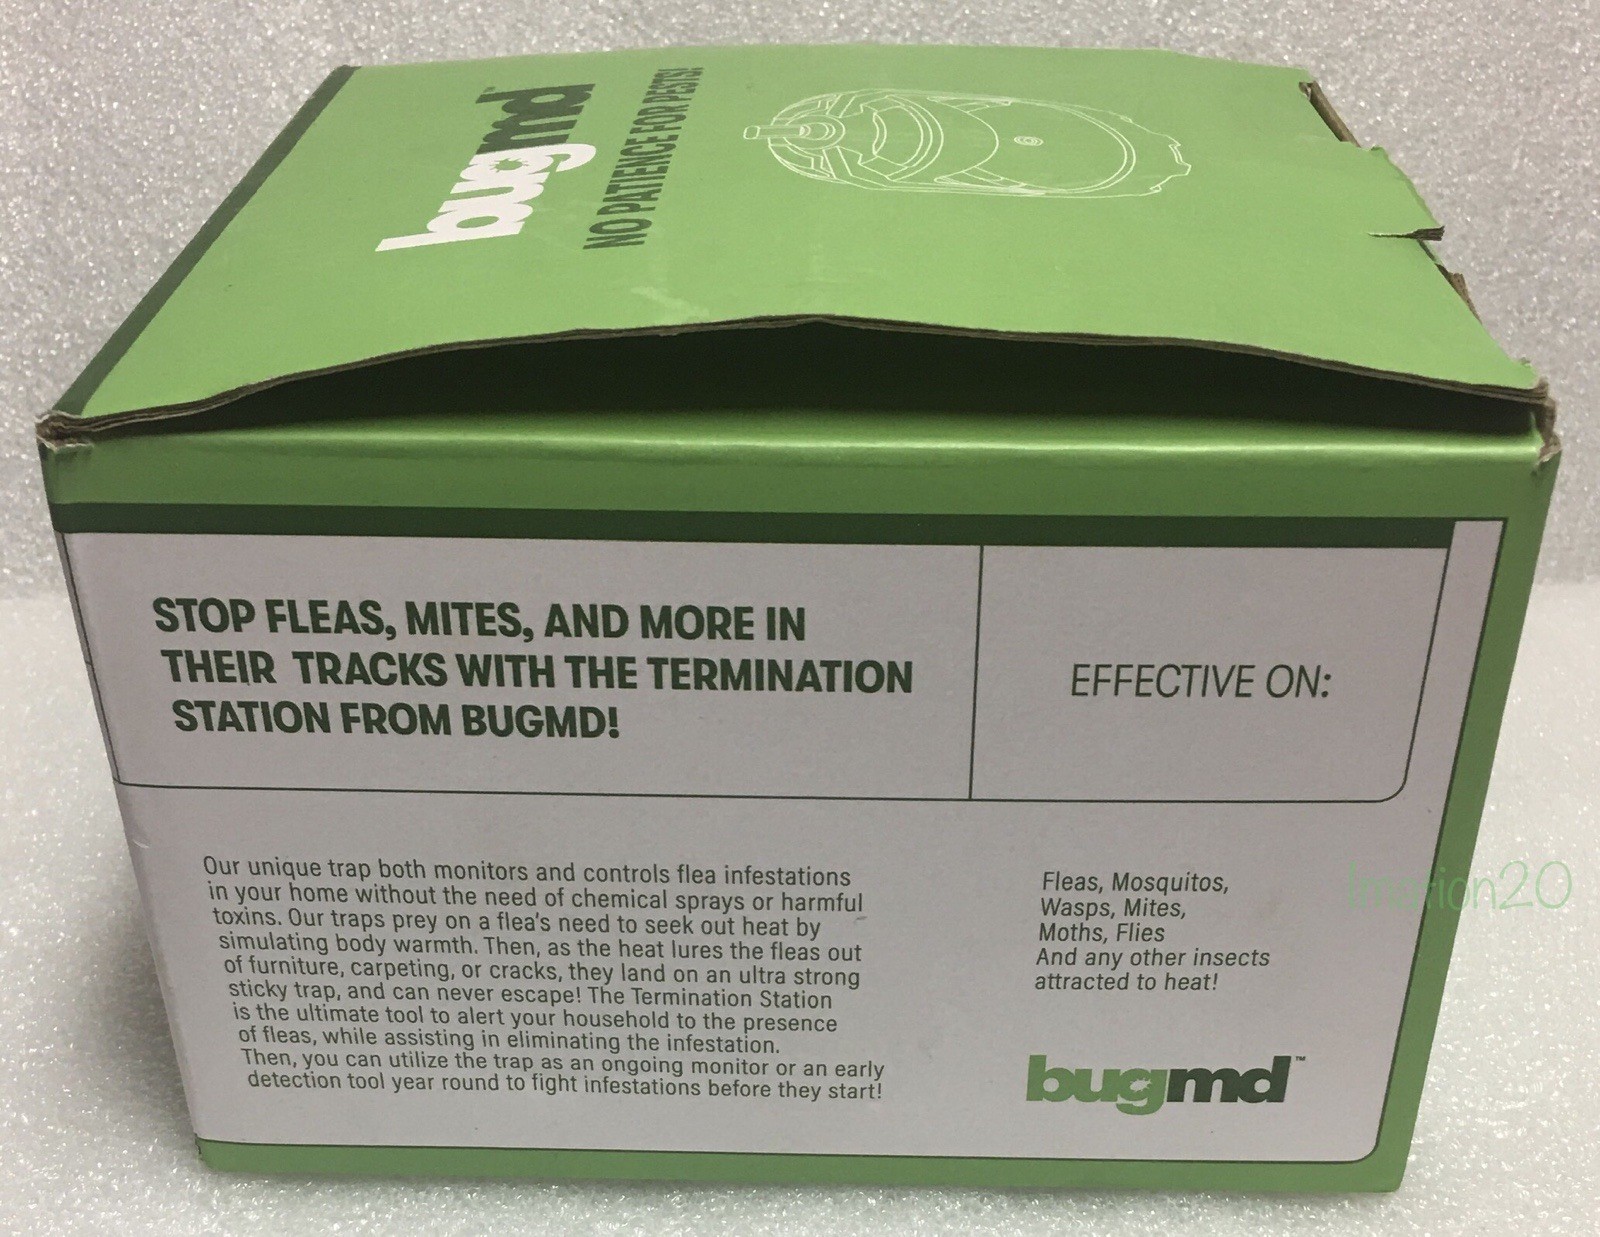 bugmd™
NO PATIENCE FOR PESTS!
STOP FLEAS, MITES, AND MORE IN
THEIR TRACKS WITH THE TERMINATION
STATION FROM BUGMD!
EFFECTIVE ON:
Our unique trap both monitors and controls flea infestations
in your home without the need of chemical sprays or harmful
toxins. Our traps prey on a flea's need to seek out heat by
simulating body warmth. Then, as the heat lures the fleas out
of furniture, carpeting, or cracks, they land on an ultra strong
sticky trap, and can never escape! The Termination Station
is the ultimate tool to alert your household to the presence
of fleas, while assisting in eliminating the infestation.
Then, you can utilize the trap as an ongoing monitor or an early
detection tool year round to fight infestations before they start!
Fleas, Mosquitos,
Wasps, Mites,
Moths, Flies
And any other insects
attracted to heat!
bugmd™